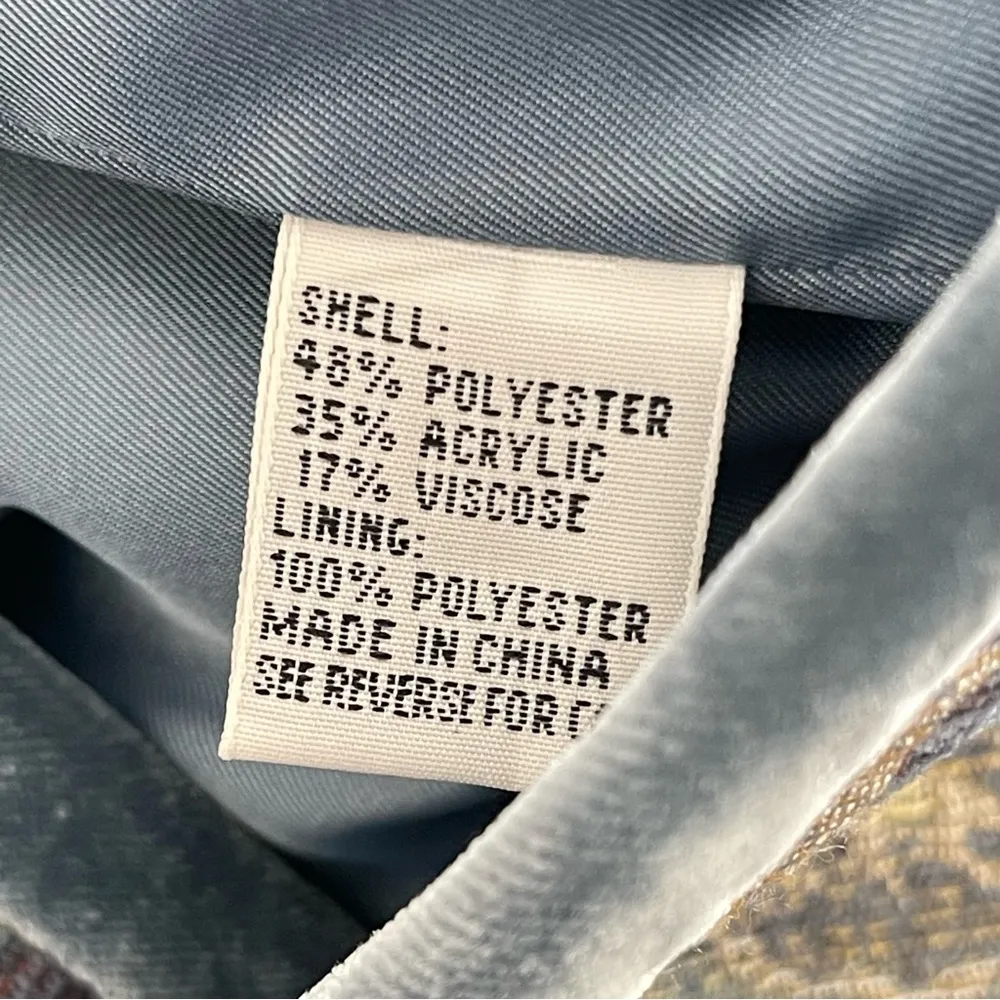 SHELL:
48% POLYESTER
35% ACRYLIC
17% VISCOSE
LINING:
100% POLYESTER
MADE IN CHINA
SEE REVERSE FOR